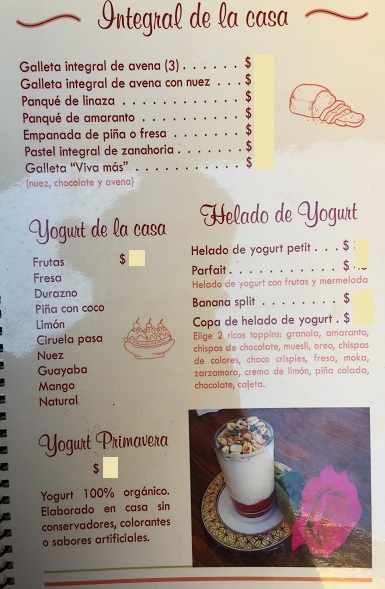 Integral de la casa
Galleta integral de avena (3) . . . . . . $
Galleta integral de avena con nuez . . . $
Panqué de linaza . . . . . . . . . . . . $
Panqué de amaranto . . . . . . . . . . . $
Empanada de piña o fresa . . . . . . . . $
Pastel integral de zanahoria . . . . . . . $
Galleta "Viva más" . . . . . . . . . . . $
(nuez, chocolate y avena)
Yogurt de la casa
Frutas $
Fresa
Durazno
Piña con coco
Limón
Ciruela pasa
Nuez
Guayaba
Mango
Natural
Helado de Yogurt
Helado de yogurt petit . . . $
Parfait . . . . . . . . . . . . $
Helado de yogurt con frutas y mermelada
Banana split . . . . . . . . $
Copa de helado de yogurt . $
Elige 2 ricos toppins: granola, amaranto,
chispas de chocolate, muesli, oreo, chispas
de colores, choco crispies, fresa, moka,
zarzamora, crema de limón, piña colada,
chocolate, cajeta.
Yogurt Primavera
$
Yogurt 100% orgánico.
Elaborado en casa sin
conservadores, colorantes
o sabores artificiales.